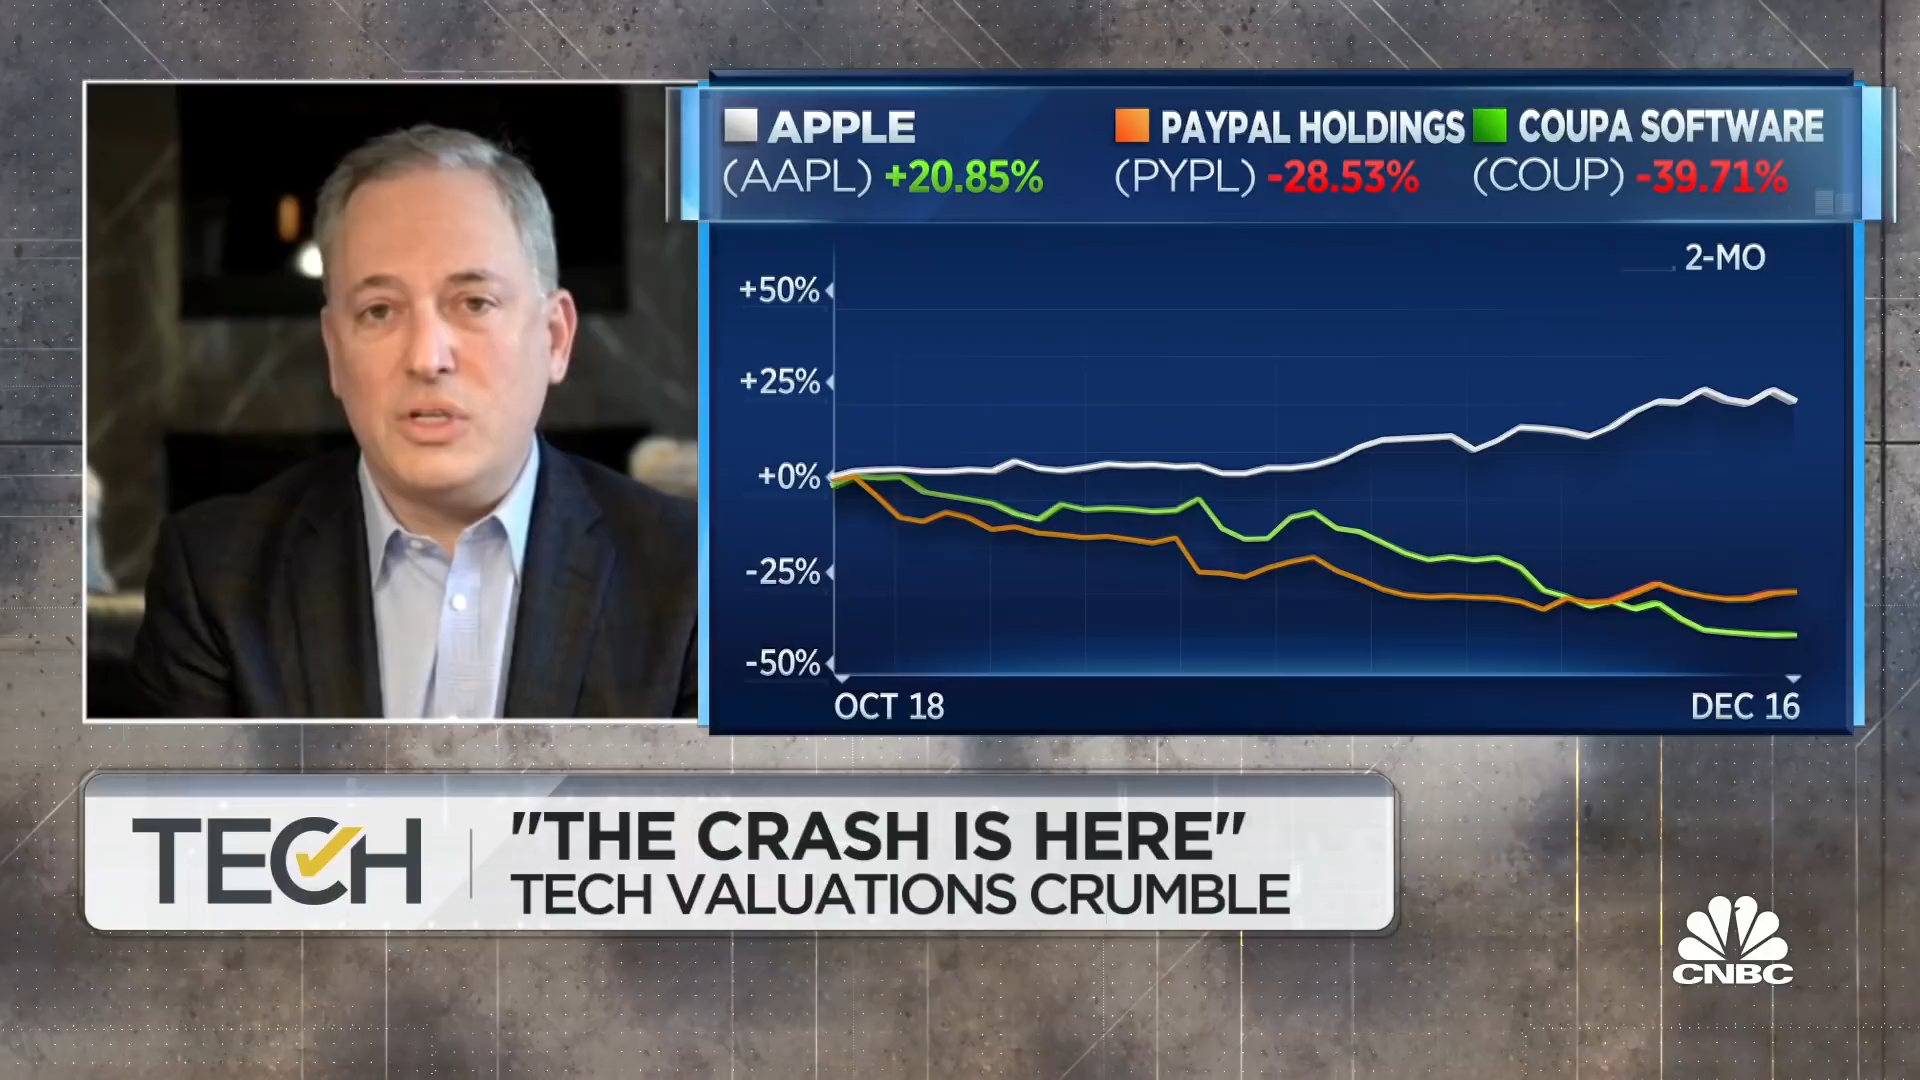 APPLE
(AAPL) +20.85%
PAYPAL HOLDINGS
(PYPL) -28.53%
COUPA SOFTWARE
(COUP) -39.71%
2-MO
+50%
+25%
+0%
-25%
-50%
OCT 18
DEC 16
TECH
"THE CRASH IS HERE"
TECH VALUATIONS CRUMBLE
CNBC